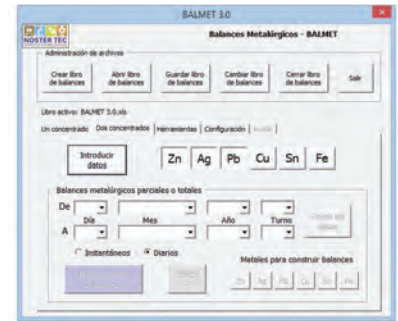 BALMET 3.0
NOSTER TEC
Balances Metalúrgicos - BALMET
Administración de archivos
Crear libro de balances
Abrir libro de balances
Guardar libro de balances
Cambiar libro de balances
Cerrar libro de balances
Salir
Libro activo: BALMET 3.0.xls
Un concentrado Dos concentrados Herramientas Configuración
Introducir datos
Zn Ag Pb Cu Sn Fe
Balances metalúrgicos parciales o totales
De
Día Mes Año Turno
A
Instantáneos Diarios
Metales para construir balances
Zn Ag Pb Cu Sn Fe